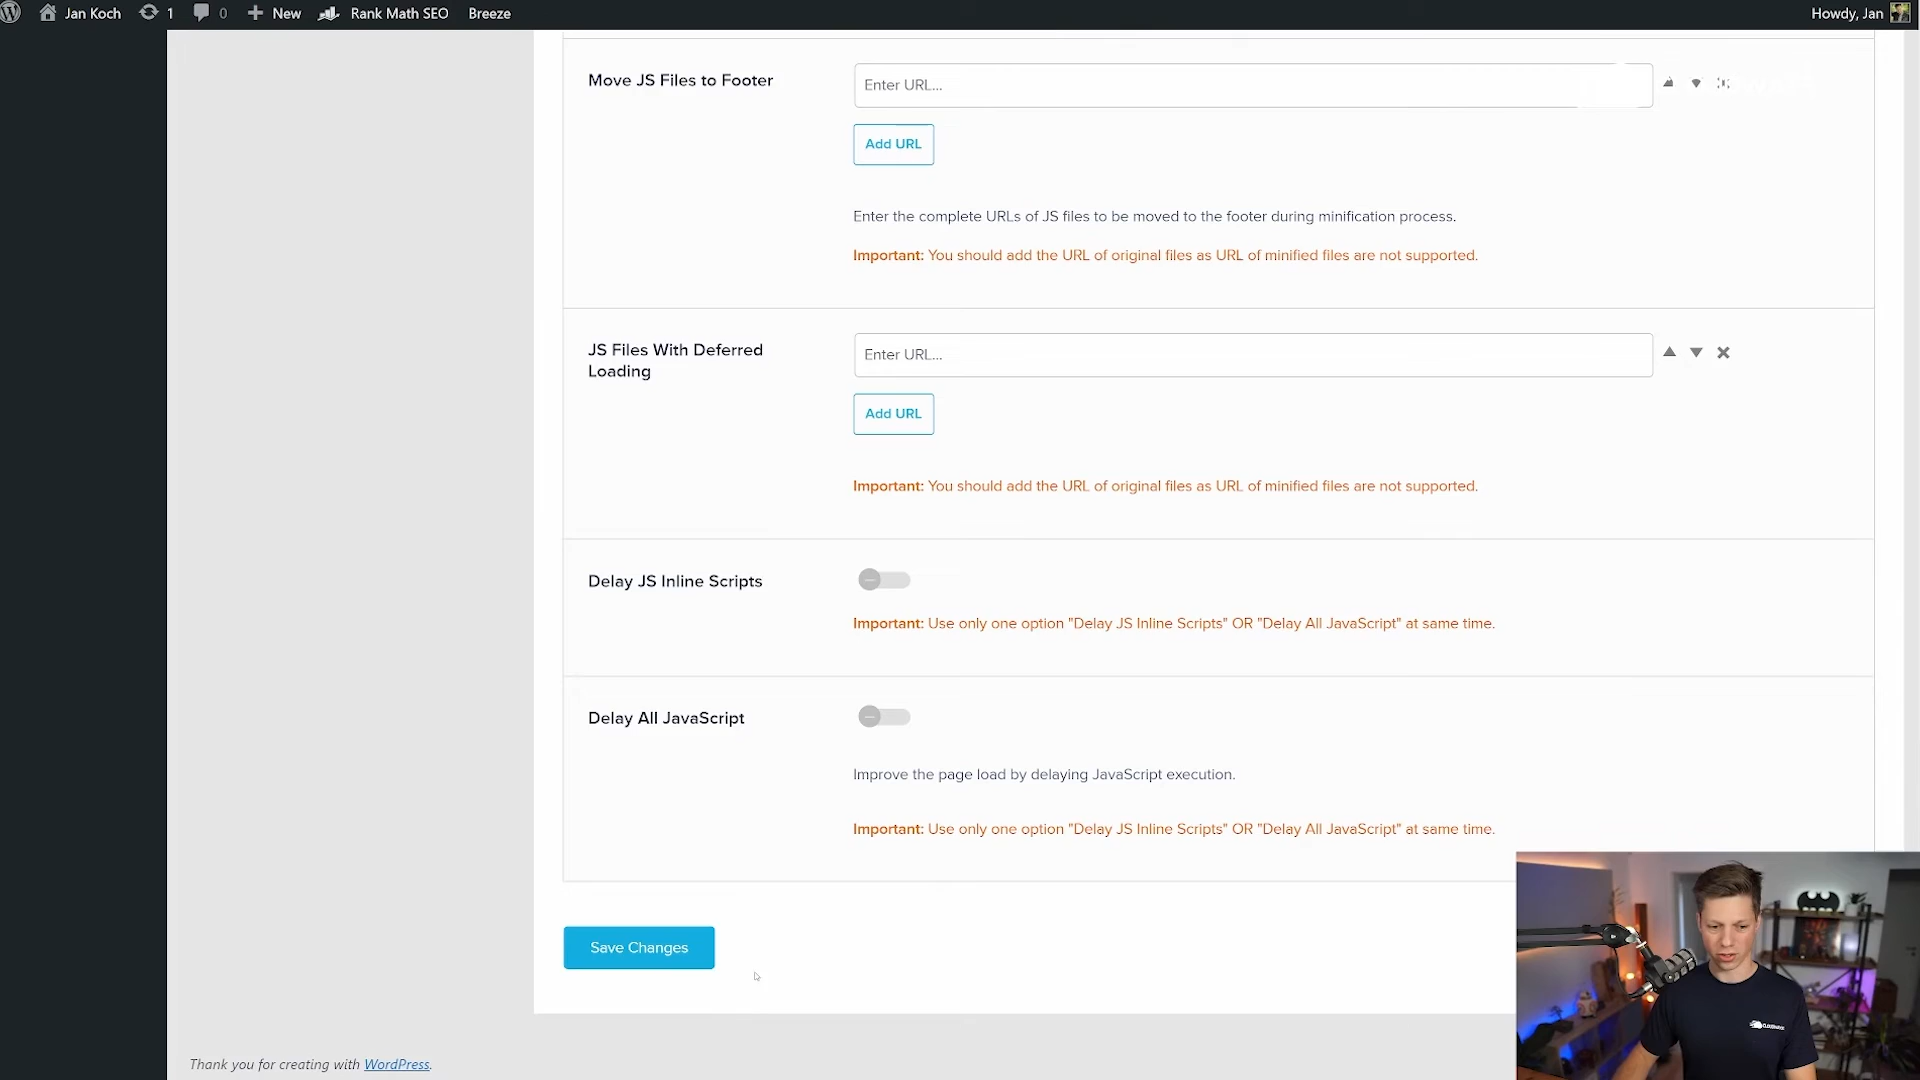 Jan Koch 1 0 New Rank Math SEO Breeze Howdy, Jan
Move JS Files to Footer
Enter URL...
Add URL
Enter the complete URLs of JS files to be moved to the footer during minification process.
Important: You should add the URL of original files as URL of minified files are not supported.
JS Files With Deferred
Loading
Enter URL...
Add URL
Important: You should add the URL of original files as URL of minified files are not supported.
Delay JS Inline Scripts
Important: Use only one option "Delay JS Inline Scripts" OR "Delay All JavaScript" at same time.
Delay All JavaScript
Improve the page load by delaying JavaScript execution.
Important: Use only one option "Delay JS Inline Scripts" OR "Delay All JavaScript" at same time.
Save Changes
Thank you for creating with WordPress.